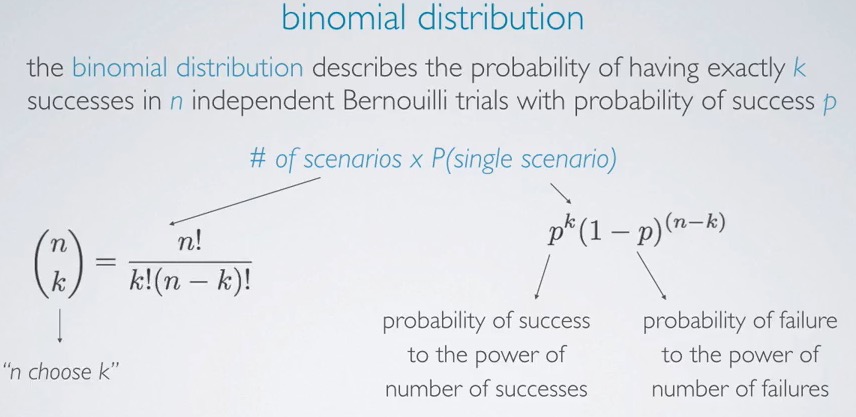 binomial distribution
the binomial distribution describes the probability of having exactly k
successes in n independent Bernouilli trials with probability of success p
# of scenarios x P(single scenario)
(n k) = n! / k!(n − k)!
p^k(1 − p)^(n−k)
"n choose k"
probability of success
to the power of
number of successes
probability of failure
to the power of
number of failures